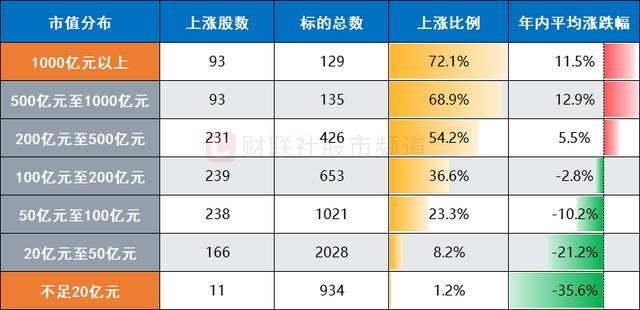 市值分布 上涨股数 标的总数 上涨比例 年内平均涨跌幅
1000亿元以上 93 129 72.1% 11.5%
500亿元至1000亿元 93 135 68.9% 12.9%
200亿元至500亿元 231 426 54.2% 5.5%
财联社股市频道
100亿元至200亿元 239 653 36.6% -2.8%
50亿元至100亿元 238 1021 23.3% -10.2%
20亿元至50亿元 166 2028 8.2% -21.2%
不足20亿元 11 934 1.2% -35.6%